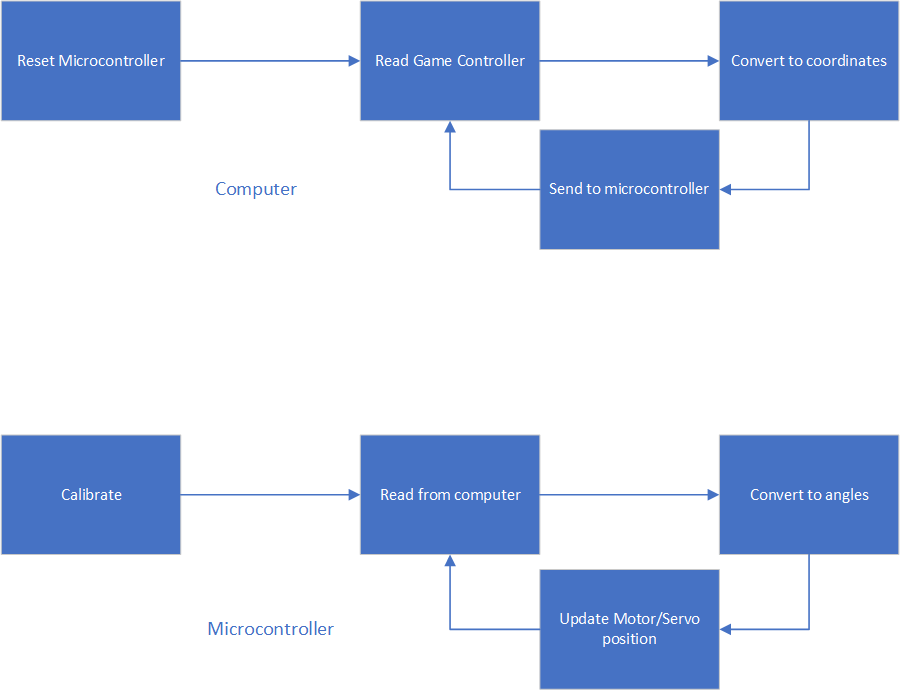 Reset Microcontroller
Read Game Controller
Convert to coordinates
Computer
Send to microcontroller
Calibrate
Read from computer
Convert to angles
Microcontroller
Update Motor/Servo
position